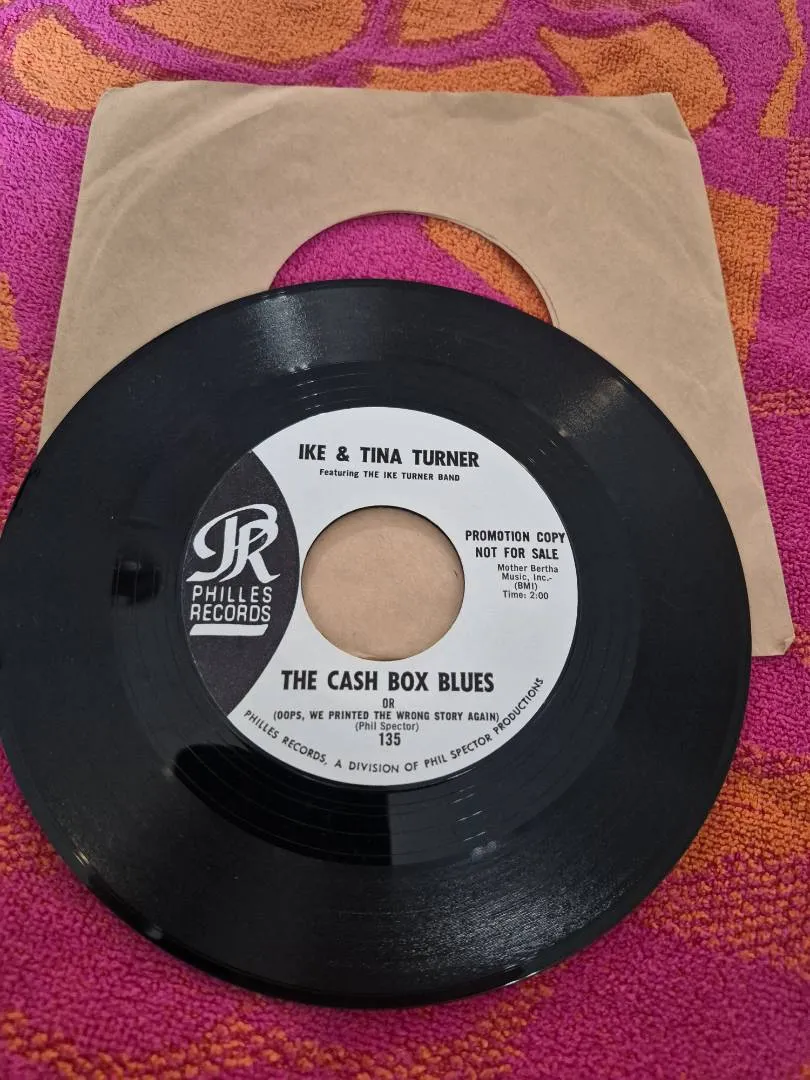 IKE & TINA TURNER
Featuring THE IKE TURNER BAND
PR
PHILLES
RECORDS
PROMOTION COPY
NOT FOR SALE
Mother Bertha
Music, Inc.-
(BMI)
Time: 2:00
THE CASH BOX BLUES
OR
(OOPS, WE PRINTED THE WRONG STORY AGAIN)
(Phil Spector)
135
PHILLES RECORDS, A DIVISION OF PHIL SPECTOR PRODUCTIONS